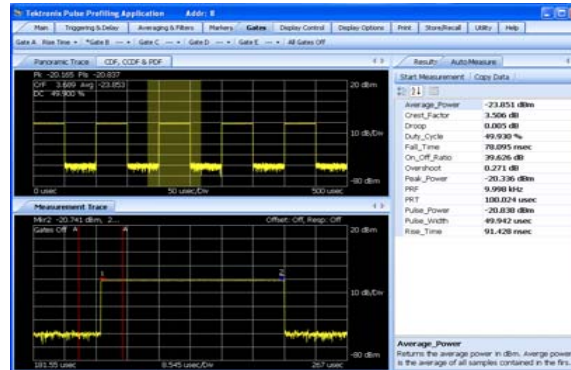 Tektronix Pulse Profiling Application Addr: 8
Main Triggering & Delay Averaging & Filters Markers Gates Display Control Display Options Print Store/Recall Utility Help
Gate A Rise Time *Gate B --- Gate C --- Gate D --- Gate E --- All Gates Off
Panoramic Trace CDF, CCDF & PDF
Pk -20.165 Pls -20.837
CrF 3.689 Avg -23.853
DC 49.900 %
20 dBm
10 dB/Div
-80 dBm
0 usec 50 usec/Div 500 usec
Measurement Trace
Mkr2 -20.741 dBm, 2... Offset: Off, Resp: Off
Gates Off A A
20 dBm
1 2
10 dB/Div
-80 dBm
181.55 usec 8.545 usec/Div 267 usec
Results AutoMeasure
Start Measurement Copy Data
Average_Power -23.851 dBm
Crest_Factor 3.506 dB
Droop 0.005 dB
Duty_Cycle 49.930 %
Fall_Time 78.095 nsec
On_Off_Ratio 39.626 dB
Overshoot 0.271 dB
Peak_Power -20.336 dBm
PRF 9.998 kHz
PRT 100.024 usec
Pulse_Power -20.838 dBm
Pulse_Width 49.942 usec
Rise_Time 91.428 nsec
Average_Power
Returns the average power in dBm. Averge power
is the average of all samples contained in the firs.